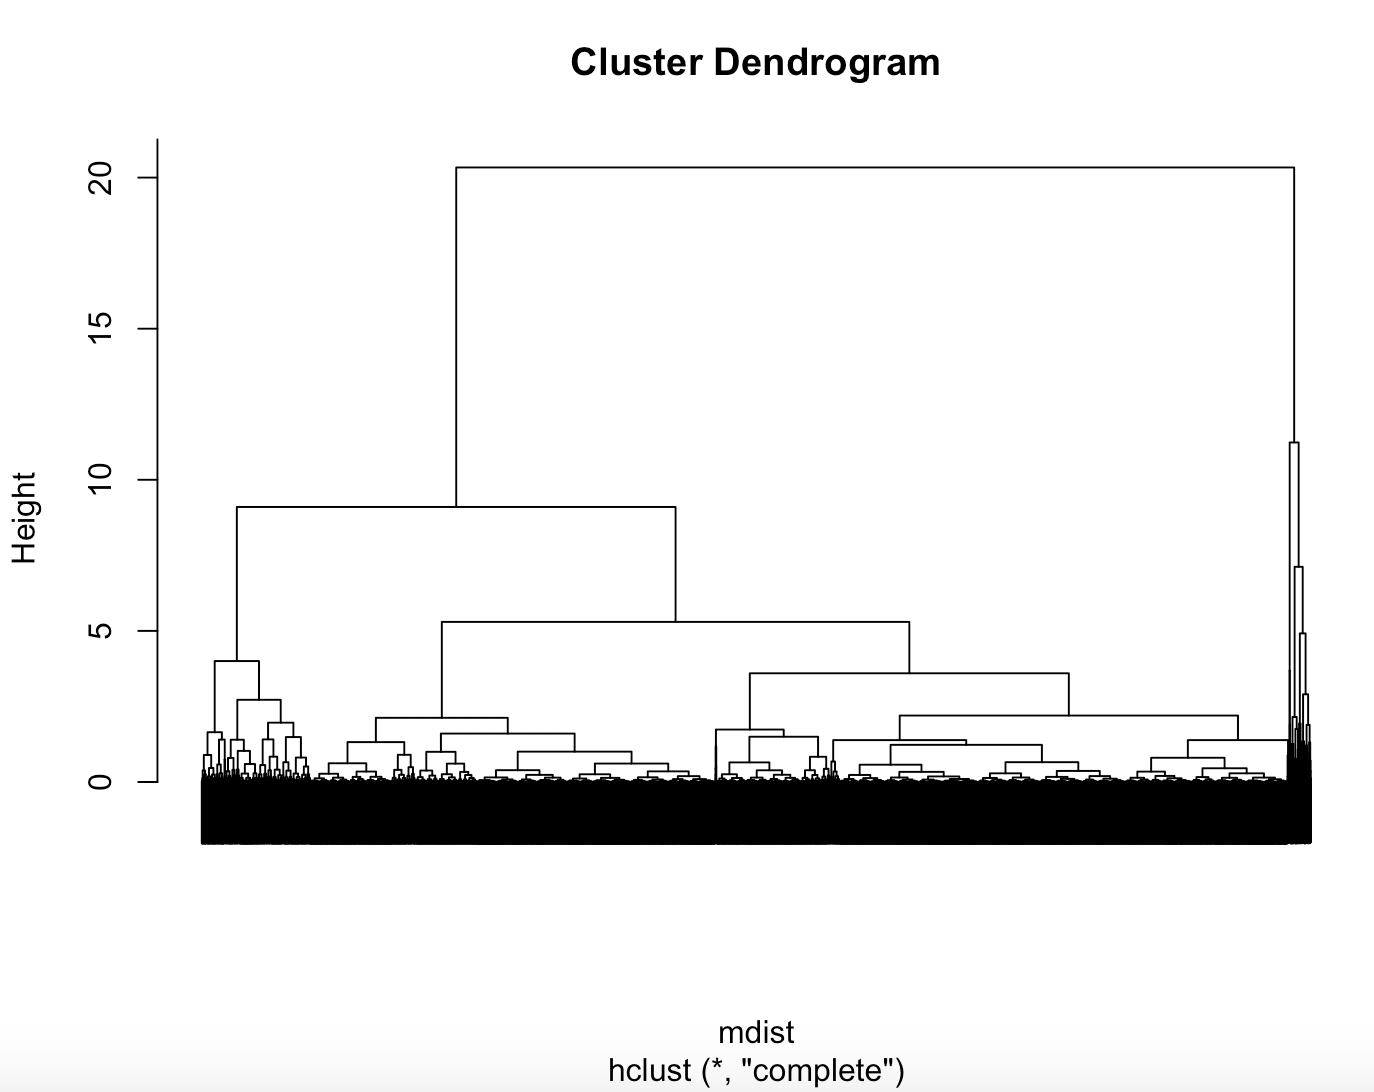 Cluster Dendrogram
Height
20
15
10
5
0
mdist
hclust (*, "complete")